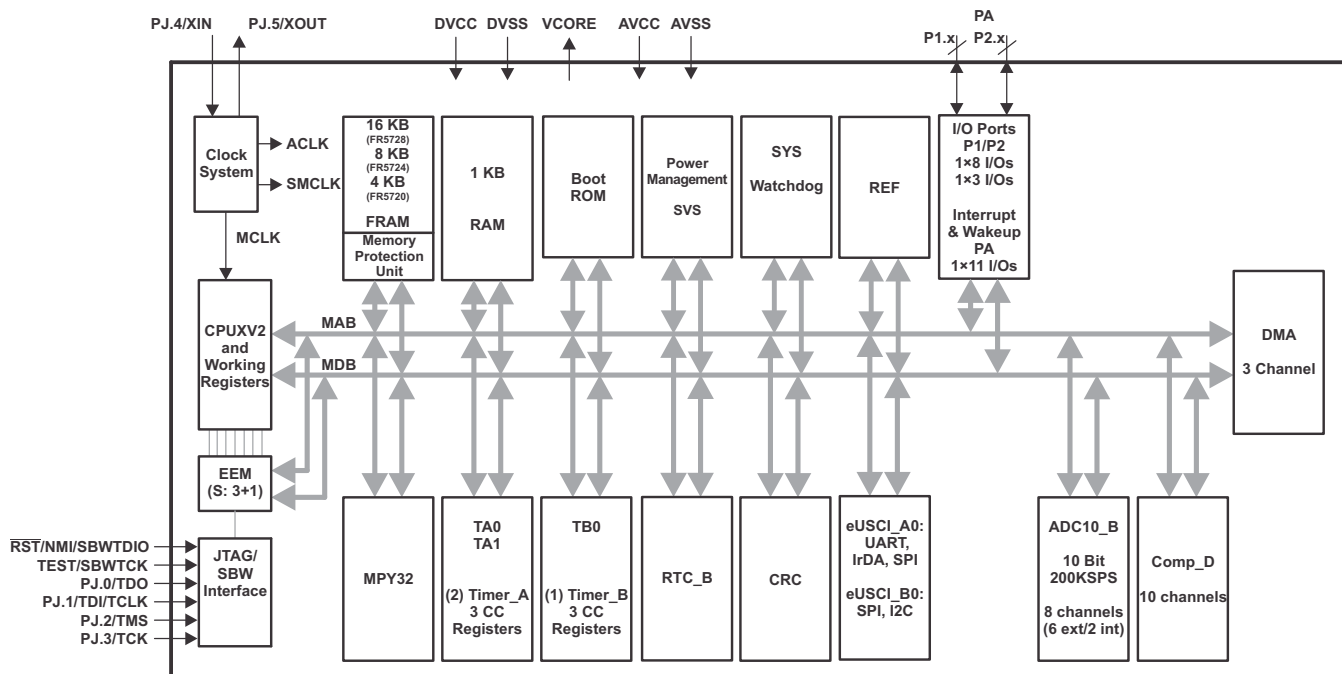 PJ.4/XIN
PJ.5/XOUT
DVCC
DVSS
VCORE
AVCC
AVSS
PA
P1.x
P2.x
Clock
System
ACLK
SMCLK
MCLK
16 KB
(FR5728)
8 KB
(FR5724)
4 KB
(FR5720)
FRAM
Memory
Protection
Unit
1 KB
RAM
Boot
ROM
Power
Management
SVS
SYS
Watchdog
REF
I/O Ports
P1/P2
1×8 I/Os
1×3 I/Os
Interrupt
& Wakeup
PA
1×11 I/Os
CPUXV2
and
Working
Registers
MAB
MDB
DMA
3 Channel
EEM
(S: 3+1)
RST/NMI/SBWTDIO
TEST/SBWTCK
PJ.0/TDO
PJ.1/TDI/TCLK
PJ.2/TMS
PJ.3/TCK
JTAG/
SBW
Interface
MPY32
TA0
TA1
(2) Timer_A
3 CC
Registers
TB0
(1) Timer_B
3 CC
Registers
RTC_B
CRC
eUSCI_A0:
UART,
IrDA, SPI
eUSCI_B0:
SPI, I2C
ADC10_B
10 Bit
200KSPS
8 channels
(6 ext/2 int)
Comp_D
10 channels